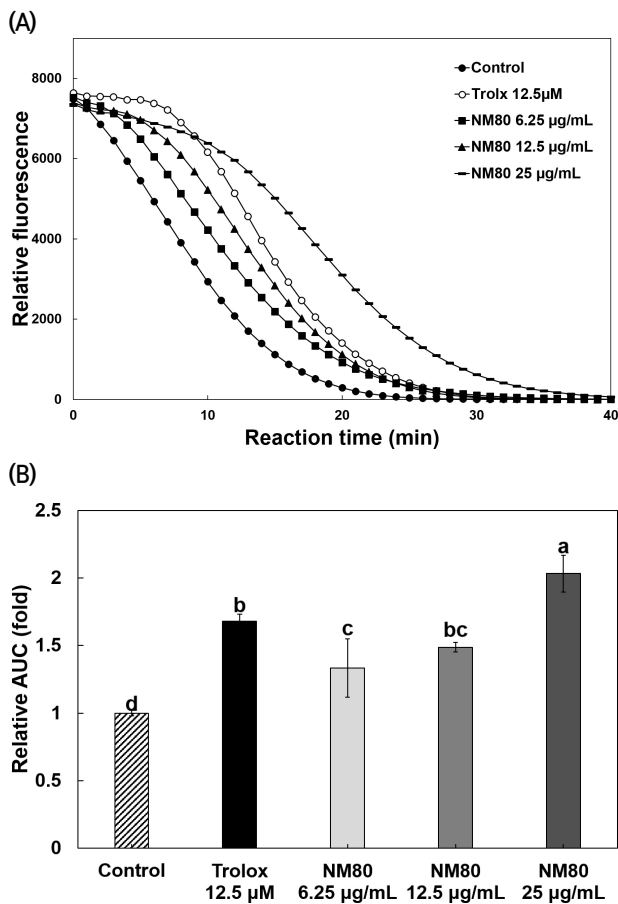 (A)
8000
6000
4000
2000
0
Relative fluorescence
Control
Trolx 12.5μM
NM80 6.25 μg/mL
NM80 12.5 μg/mL
NM80 25 μg/mL
0 10 20 30 40
Reaction time (min)
(B)
2.5
2
1.5
1
0.5
0
Relative AUC (fold)
d
b
c
bc
a
Control Trolox NM80 NM80 NM80
12.5 μM 6.25 μg/mL 12.5 μg/mL 25 μg/mL